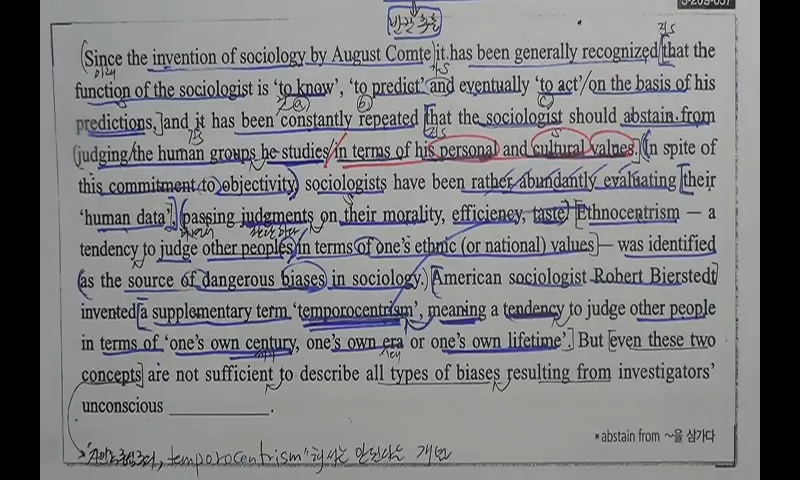 반칸 추론
Since the invention of sociology by August Comte it has been generally recognized that the
function of the sociologist is ‘to know’, ‘to predict’ and eventually ‘to act’ on the basis of his
predictions, and it has been constantly repeated that the sociologist should abstain from
judging the human groups he studies in terms of his personal and cultural values. In spite of
this commitment to objectivity sociologists have been rather abundantly evaluating their
‘human data’, passing judgments on their morality, efficiency, taste. Ethnocentrism — a
tendency to judge other peoples in terms of one’s ethnic (or national) values — was identified
as the source of dangerous biases in sociology. American sociologist Robert Bierstedt
invented a supplementary term ‘temporocentrism’, meaning a tendency to judge other people
in terms of ‘one’s own century, one’s own era or one’s own lifetime’. But even these two
concepts are not sufficient to describe all types of biases resulting from investigators’
unconscious ____________.
*abstain from ~을 삼가다
temporocentrism"